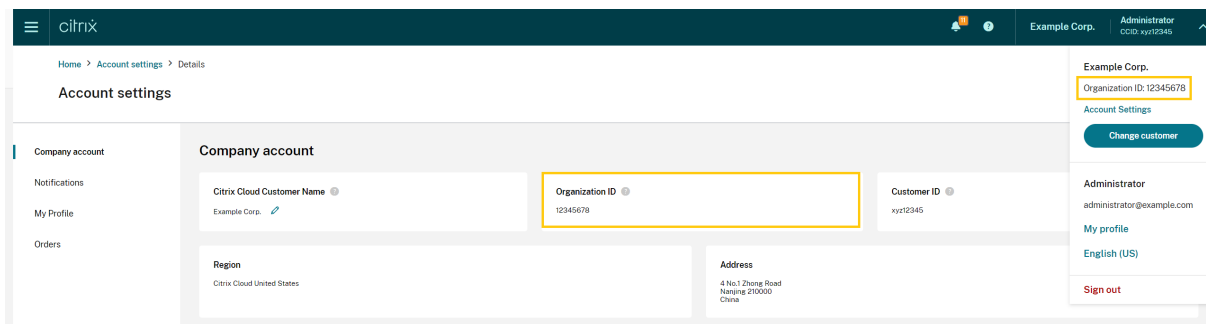 citrix
11
?
Example Corp.
Administrator
CCID: xyz12345
Home > Account settings > Details
Account settings
Example Corp.
Organization ID: 12345678
Account Settings
Change customer
Administrator
administrator@example.com
My profile
English (US)
Sign out
Company account
Notifications
My Profile
Orders
Company account
Citrix Cloud Customer Name ?
Example Corp.
Organization ID ?
12345678
Customer ID ?
xyz12345
Region
Citrix Cloud United States
Address
4 No.1 Zhong Road
Nanjing 210000
China